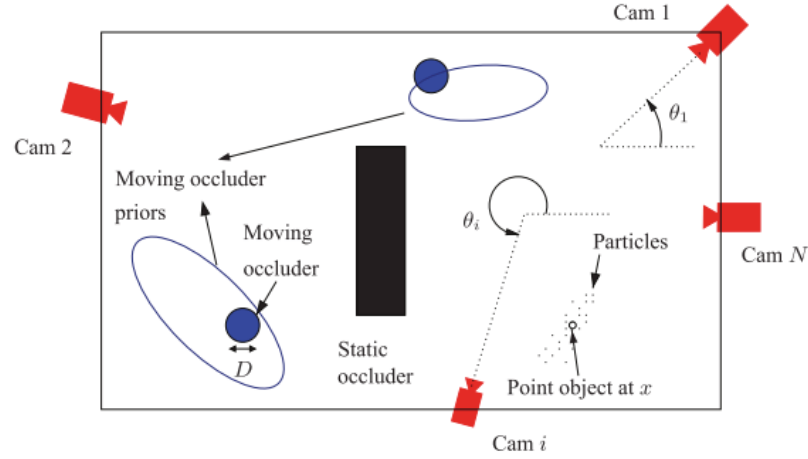 Cam 1
θ₁
Cam 2
Moving occluder
priors
Moving
occluder
θᵢ
Particles
Cam N
D
Static
occluder
Point object at x
Cam i